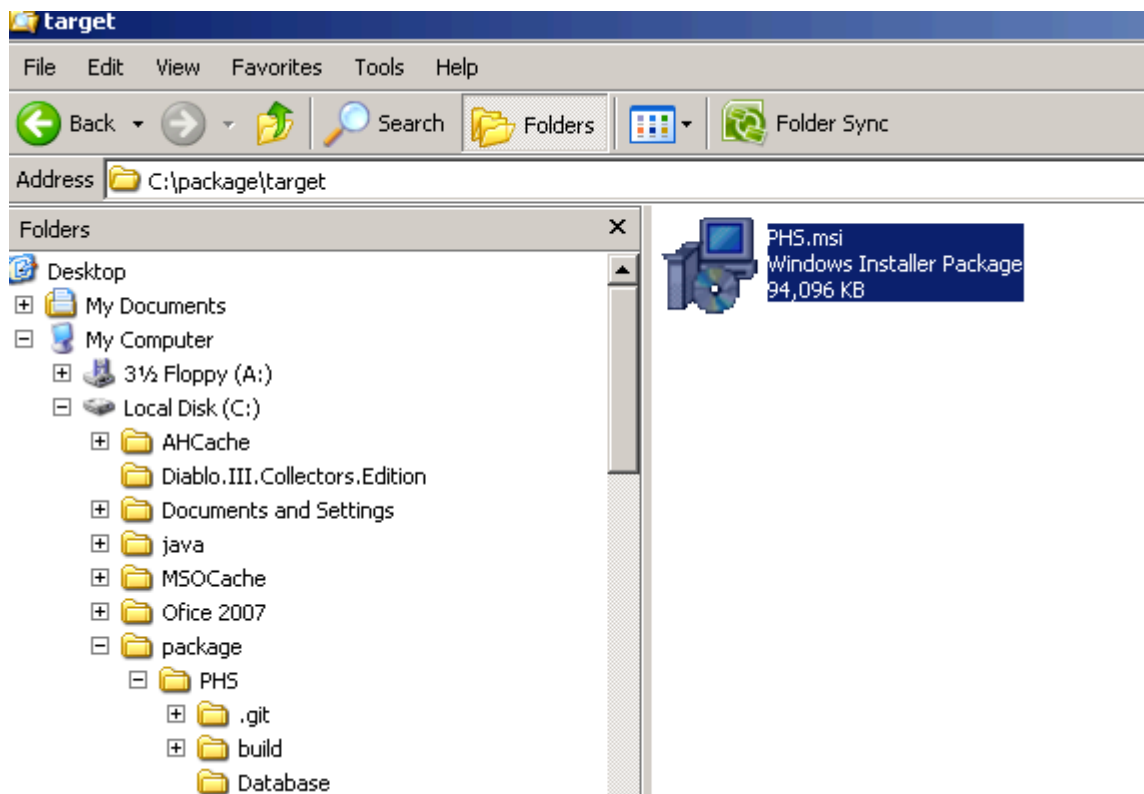 target
File Edit View Favorites Tools Help
Back Search Folders Folder Sync
Address C:\package\target
Folders
Desktop
My Documents
My Computer
3½ Floppy (A:)
Local Disk (C:)
AHCache
Diablo.III.Collectors.Edition
Documents and Settings
java
MSOCache
Ofice 2007
package
PHS
.git
build
Database
PHS.msi
Windows Installer Package
94,096 KB